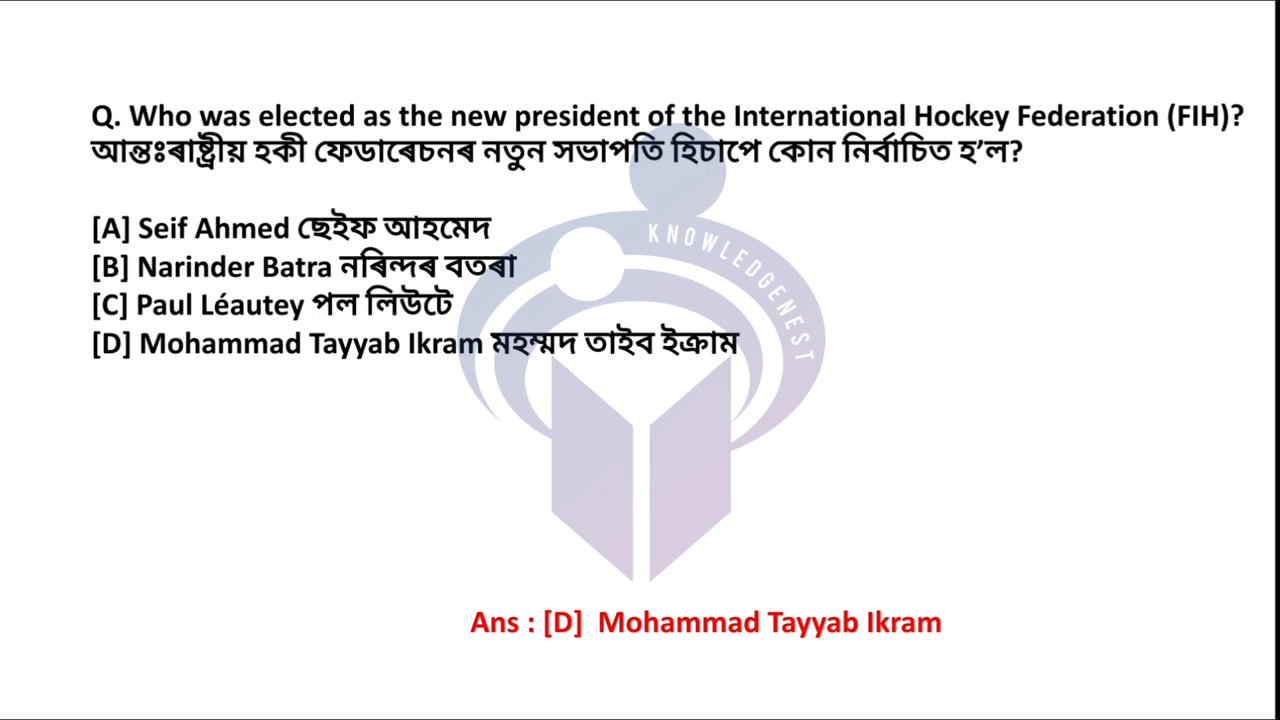 Q. Who was elected as the new president of the International Hockey Federation (FIH)?
আন্তঃৰাষ্ট্ৰীয় হকী ফেডাৰেচনৰ নতুন সভাপতি হিচাপে কোন নিৰ্বাচিত হ’ল?
[A] Seif Ahmed ছেইফ আহমেদ
[B] Narinder Batra নৰিন্দৰ বতৰা
[C] Paul Léautey পল লিউটে
[D] Mohammad Tayyab Ikram মহম্মদ তাইব ইক্ৰাম
KNOWLEDGENEST
Ans : [D] Mohammad Tayyab Ikram